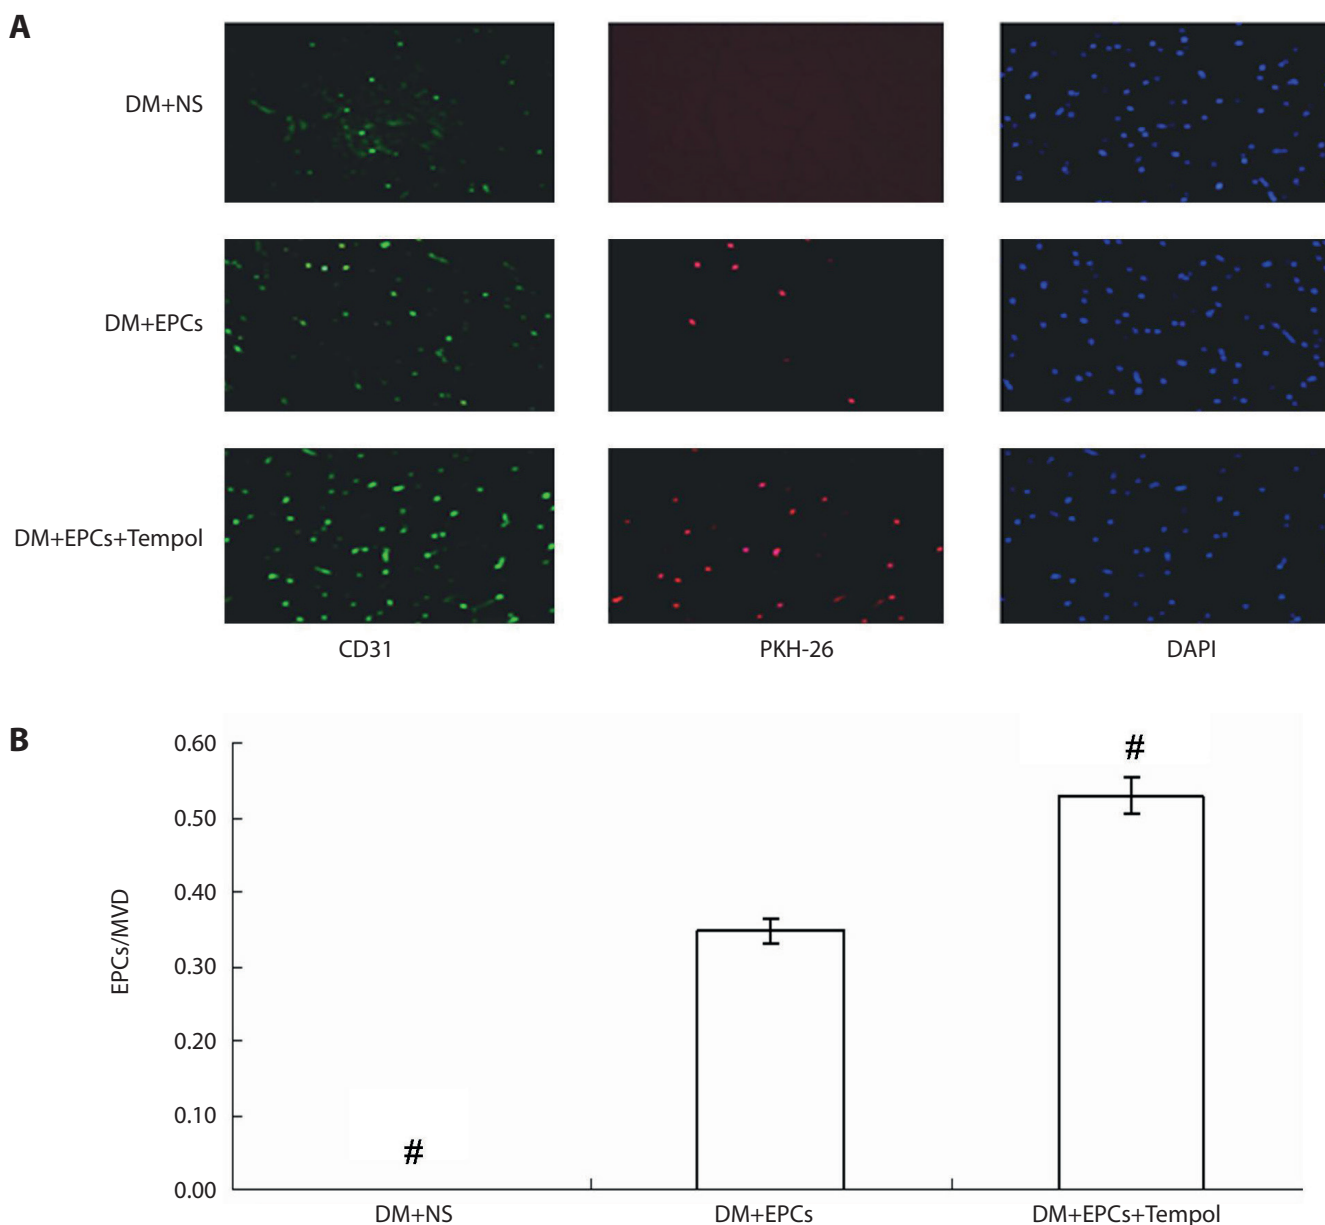 A
DM+NS
DM+EPCs
DM+EPCs+Tempol
CD31 PKH-26 DAPI
B
EPCs/MVD
0.60
0.50
0.40
0.30
0.20
0.10
0.00
#
#
DM+NS DM+EPCs DM+EPCs+Tempol